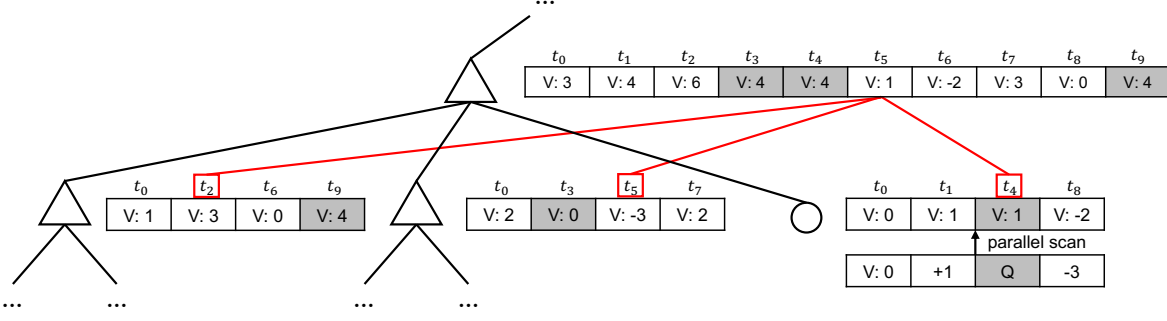 ...
t₀ t₁ t₂ t₃ t₄ t₅ t₆ t₇ t₈ t₉
V: 3 V: 4 V: 6 V: 4 V: 4 V: 1 V: -2 V: 3 V: 0 V: 4
t₀ t₂ t₆ t₉
V: 1 V: 3 V: 0 V: 4
t₀ t₃ t₅ t₇
V: 2 V: 0 V: -3 V: 2
t₀ t₁ t₄ t₈
V: 0 V: 1 V: 1 V: -2
parallel scan
V: 0 +1 Q -3
... ... ... ...